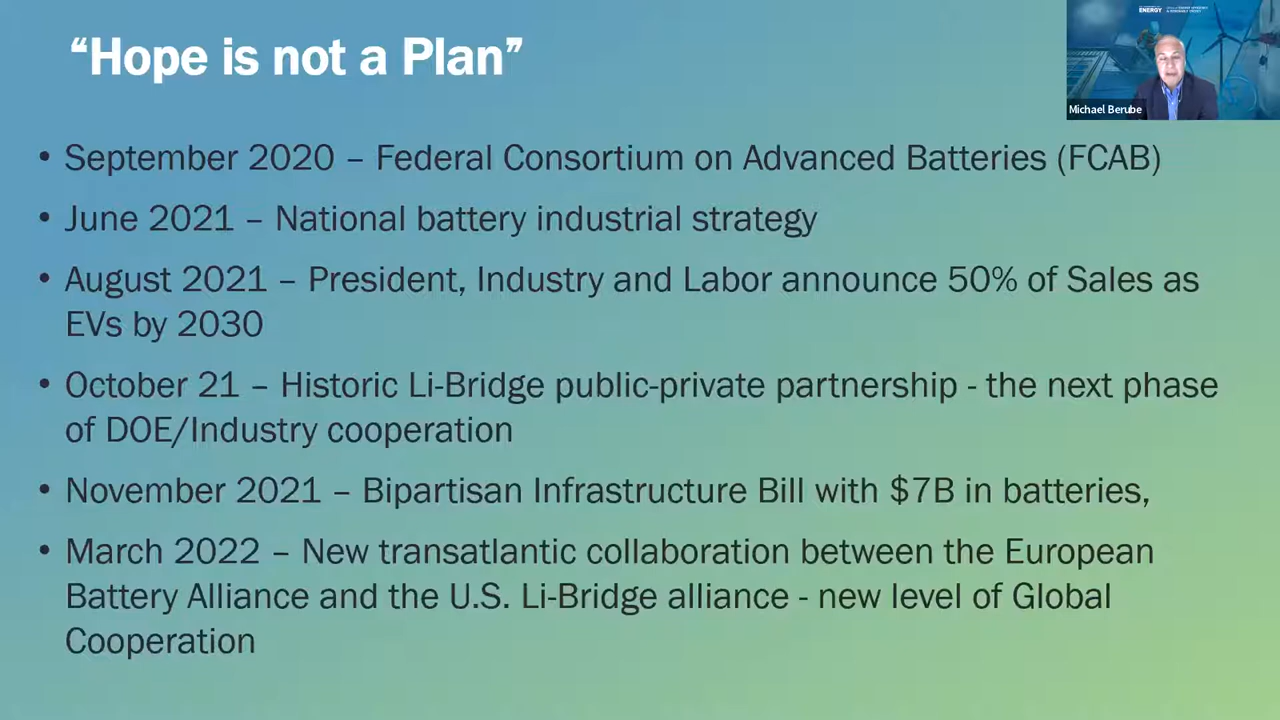 “Hope is not a Plan”
ENERGY
Michael Berube
• September 2020 – Federal Consortium on Advanced Batteries (FCAB)
• June 2021 – National battery industrial strategy
• August 2021 – President, Industry and Labor announce 50% of Sales as
EVs by 2030
• October 21 – Historic Li-Bridge public-private partnership - the next phase
of DOE/Industry cooperation
• November 2021 – Bipartisan Infrastructure Bill with $7B in batteries,
• March 2022 – New transatlantic collaboration between the European
Battery Alliance and the U.S. Li-Bridge alliance - new level of Global
Cooperation